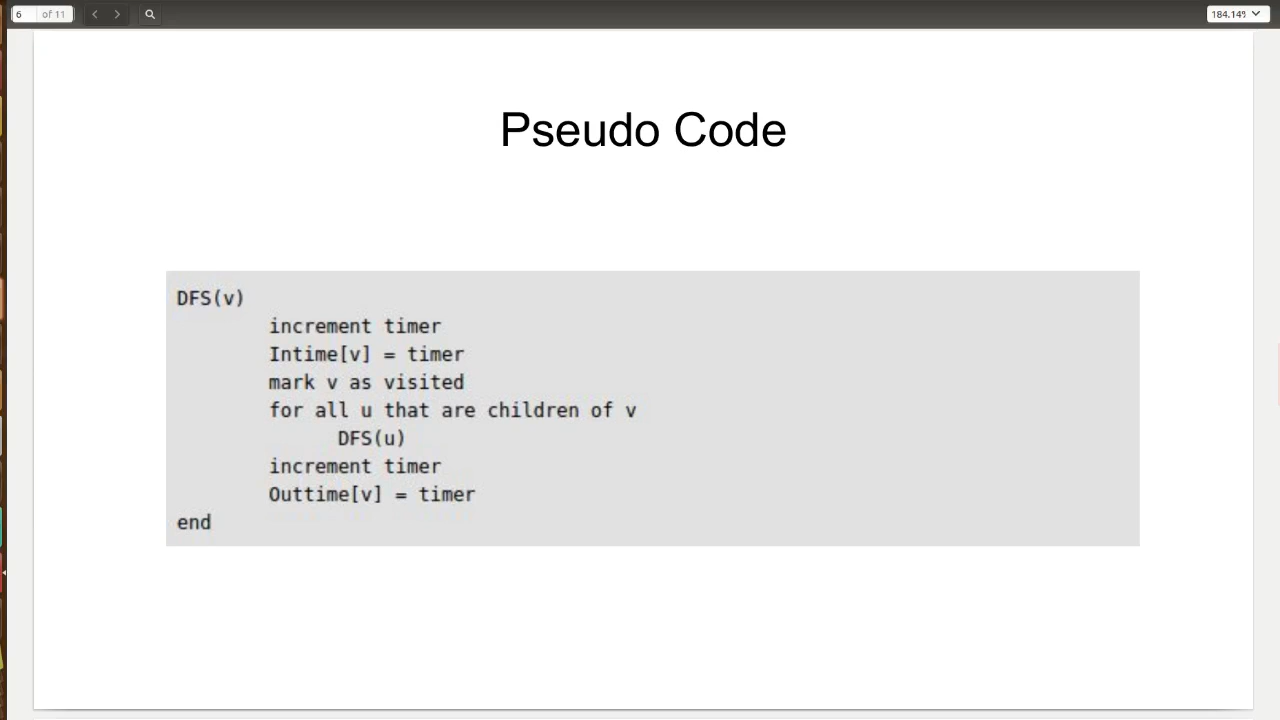 6 of 11
184.14%
Pseudo Code
DFS(v)
increment timer
Intime[v] = timer
mark v as visited
for all u that are children of v
DFS(u)
increment timer
Outtime[v] = timer
end